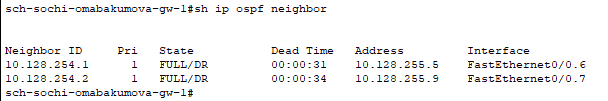 sch-sochi-omabakumova-gw-1#sh ip ospf neighbor
Neighbor ID     Pri   State           Dead Time   Address         Interface
10.128.254.1      1   FULL/DR         00:00:31    10.128.255.5    FastEthernet0/0.6
10.128.254.2      1   FULL/DR         00:00:34    10.128.255.9    FastEthernet0/0.7
sch-sochi-omabakumova-gw-1#